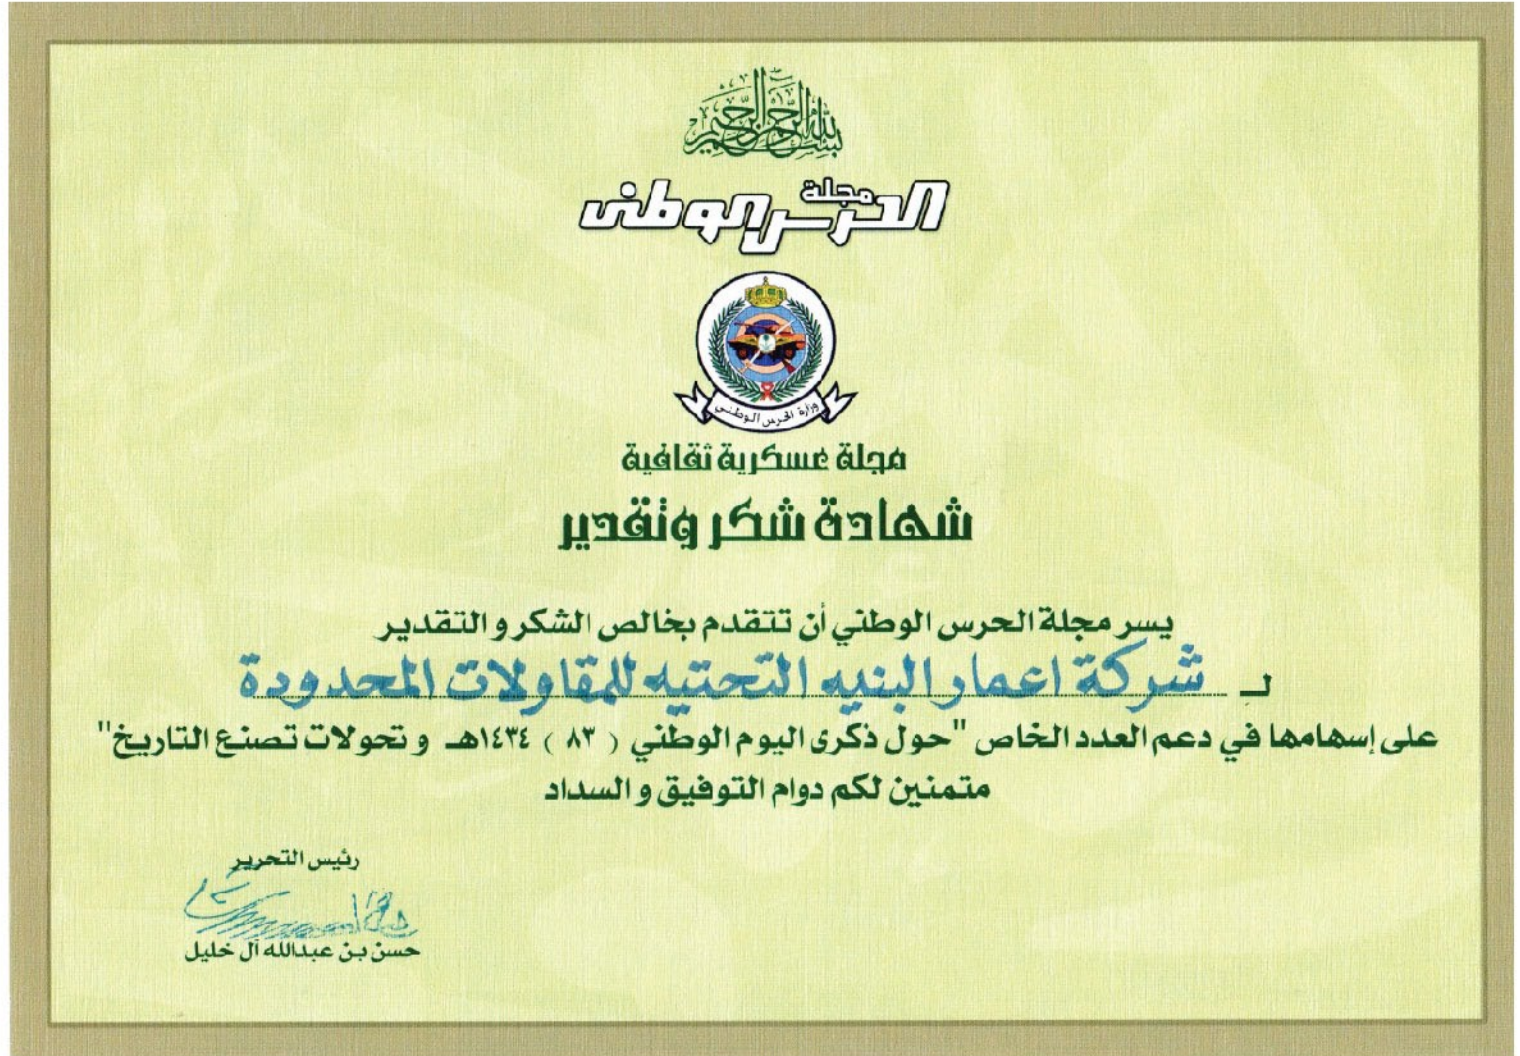 بسم الله الرحمن الرحيم
مجلة
الحرس الوطني
وزارة الحرس الوطني
مجلة عسكرية ثقافية
شهادة شكر وتقدير
يسر مجلة الحرس الوطني أن تتقدم بخالص الشكر والتقدير
لـ شركة اعمار البنيه التحتيه للمقاولات المحدودة
على إسهامها في دعم العدد الخاص "حول ذكرى اليوم الوطني ( ٨٣ ) ١٤٣٤هـ و تحولات تصنع التاريخ"
متمنين لكم دوام التوفيق والسداد
رئيس التحرير
حسن بن عبدالله آل خليل